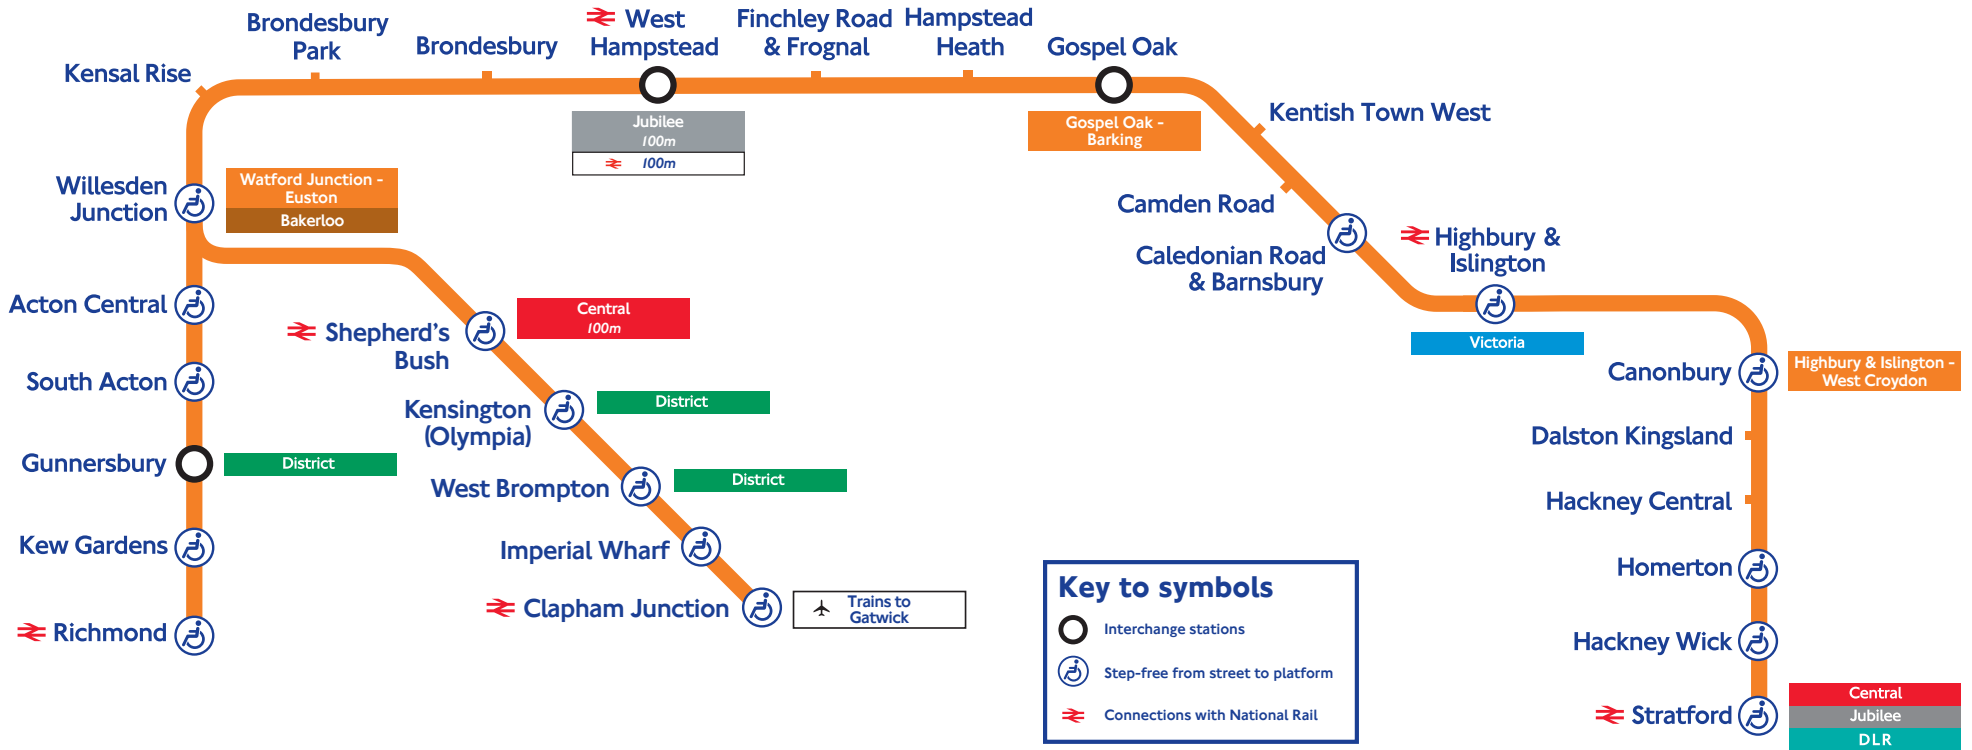 Brondesbury
Park
Brondesbury
West
Hampstead
Finchley Road
& Frognal
Hampstead
Heath
Gospel Oak
Kensal Rise
Jubilee
100m
100m
Gospel Oak -
Barking
Kentish Town West
Willesden
Junction
Watford Junction -
Euston
Bakerloo
Camden Road
Caledonian Road
& Barnsbury
Highbury &
Islington
Victoria
Acton Central
Shepherd's
Bush
Central
100m
South Acton
Kensington
(Olympia)
District
Canonbury
Highbury & Islington -
West Croydon
Dalston Kingsland
Gunnersbury
District
West Brompton
District
Hackney Central
Kew Gardens
Imperial Wharf
Homerton
Richmond
Clapham Junction
Trains to
Gatwick
Key to symbols
Interchange stations
Step-free from street to platform
Connections with National Rail
Hackney Wick
Stratford
Central
Jubilee
DLR